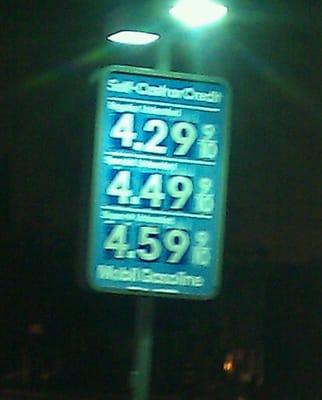 Self-Cash or Credit
4.29 9/10
4.49 9/10
4.59 9/10
Mobil Gasoline